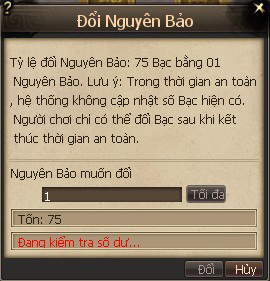 Đổi Nguyên Bảo
Tỷ lệ đổi Nguyên Bảo: 75 Bạc bằng 01
Nguyên Bảo. Lưu ý: Trong thời gian an toàn
, hệ thống không cập nhật số Bạc hiện có.
Người chơi chỉ có thể đổi Bạc sau khi kết
thúc thời gian an toàn.
Nguyên Bảo muốn đổi
1 Tối đa
Tốn: 75
Đang kiểm tra số dư...
Đổi Hủy